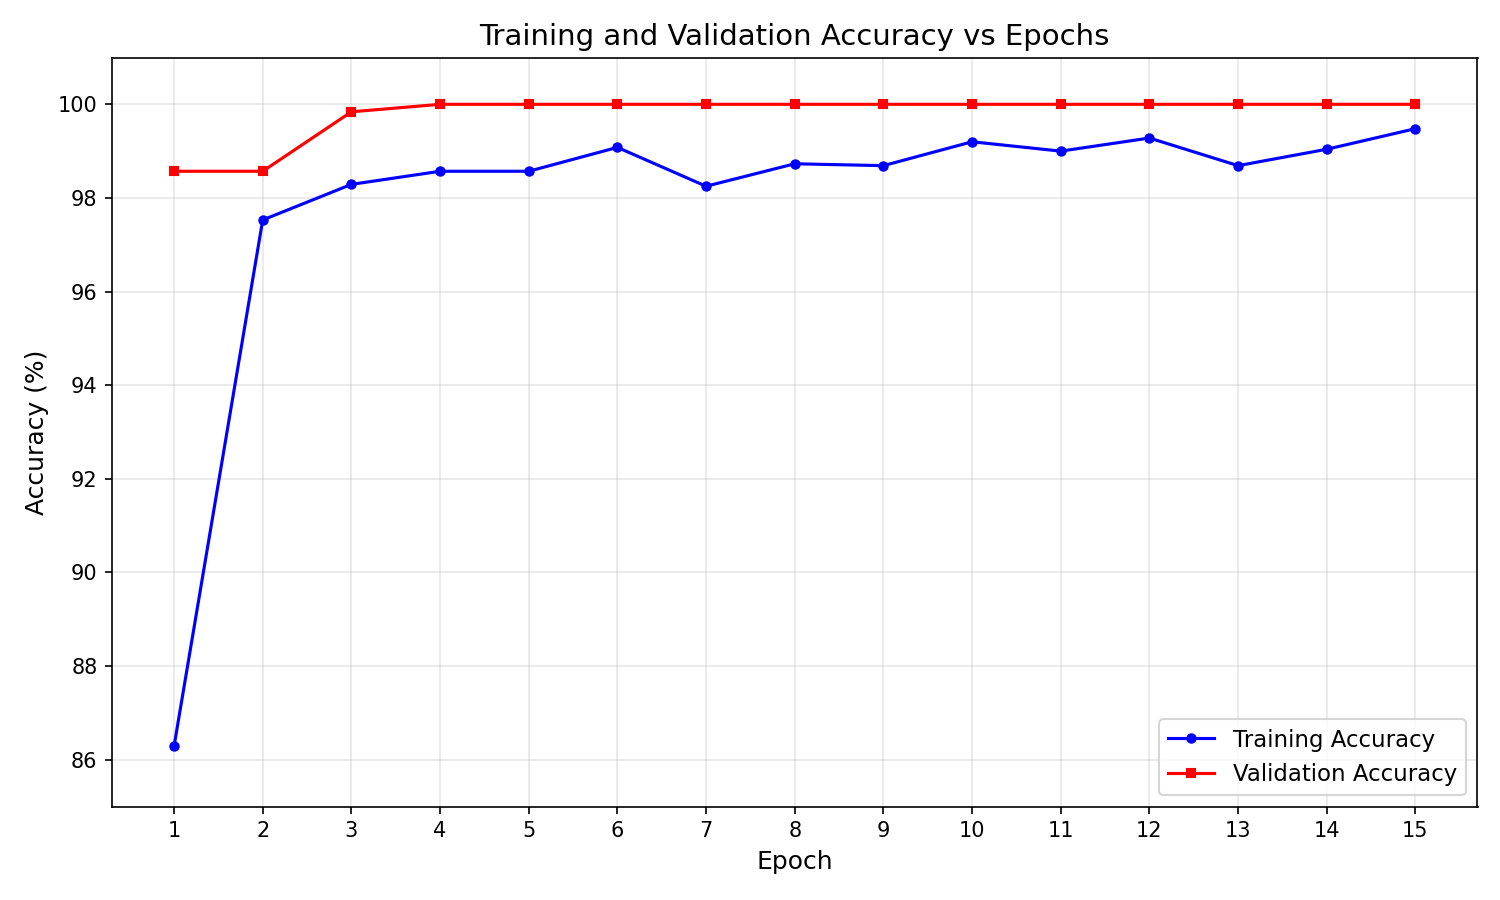 Training and Validation Accuracy vs Epochs
Accuracy (%)
100
98
96
94
92
90
88
86
Training Accuracy
Validation Accuracy
1 2 3 4 5 6 7 8 9 10 11 12 13 14 15
Epoch